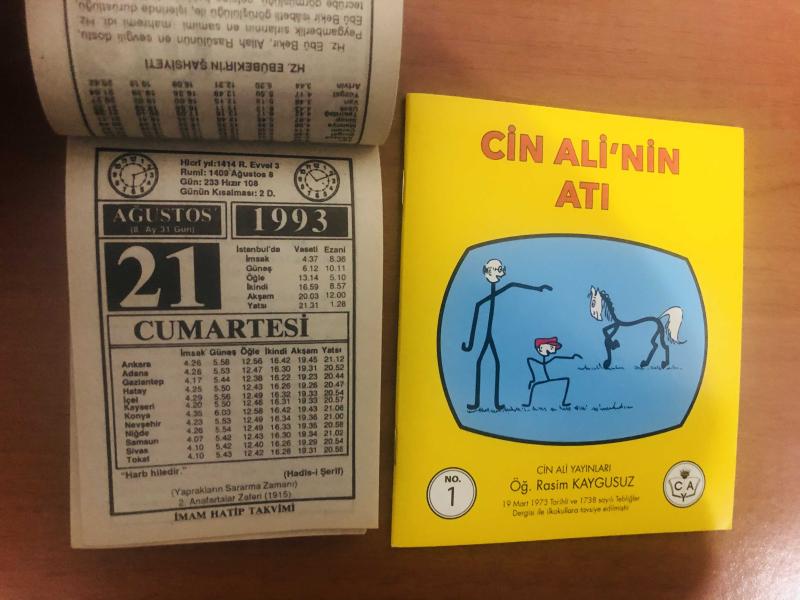 Hz. Ebû Bekir, Allah Rasûlünün en sevgili dostu,
Peygamberlik sırlarının en samimi mahremi idi.
HZ. EBÛBEKİR'İN ŞAHSİYETİ
Hicrî yıl:1414 R. Evvel 3
Rumî: 1409 Ağustos 8
Gün: 233 Hızır 108
Günün Kısalması: 2 D.
AĞUSTOS
(8. Ay 31 Gün)
1993
21
İstanbul'da Vasati Ezani
İmsak 4.37 8.36
Güneş 6.12 10.11
Öğle 13.14 5.10
İkindi 16.59 8.57
Akşam 20.03 12.00
Yatsı 21.31 1.28
CUMARTESİ
İmsak Güneş Öğle İkindi Akşam Yatsı
Ankara 4.26 5.58 12.56 16.42 19.45 21.12
Adana 4.26 5.53 12.47 16.30 19.31 20.52
Gaziantep 4.17 5.44 12.38 16.22 19.23 20.44
Hatay 4.25 5.50 12.43 16.26 19.26 20.47
İçel 4.29 5.56 12.49 16.32 19.33 20.54
Kayseri 4.20 5.50 12.46 16.31 19.33 20.57
Konya 4.35 6.03 12.58 16.42 19.43 21.06
Nevşehir 4.23 5.53 12.49 16.34 19.36 21.00
Niğde 4.26 5.54 12.49 16.33 19.35 20.58
Samsun 4.07 5.42 12.43 16.30 19.34 21.02
Sivas 4.10 5.42 12.40 16.26 19.29 20.54
Tokat 4.10 5.43 12.42 16.28 19.31 20.56
"Harb hiledir." (Hadîs-i Şerîf)
(Yaprakların Sararma Zamanı)
2. Anafartalar Zaferi (1915)
İMAM HATİP TAKVİMİ
CİN ALİ'NİN
ATI
CİN ALİ YAYINLARI
Öğ. Rasim KAYGUSUZ
19 Mart 1973 Tarihli ve 1738 sayılı Tebliğler
Dergisi ile ilkokullara tavsiye edilmiştir
NO.
1
C A
Y